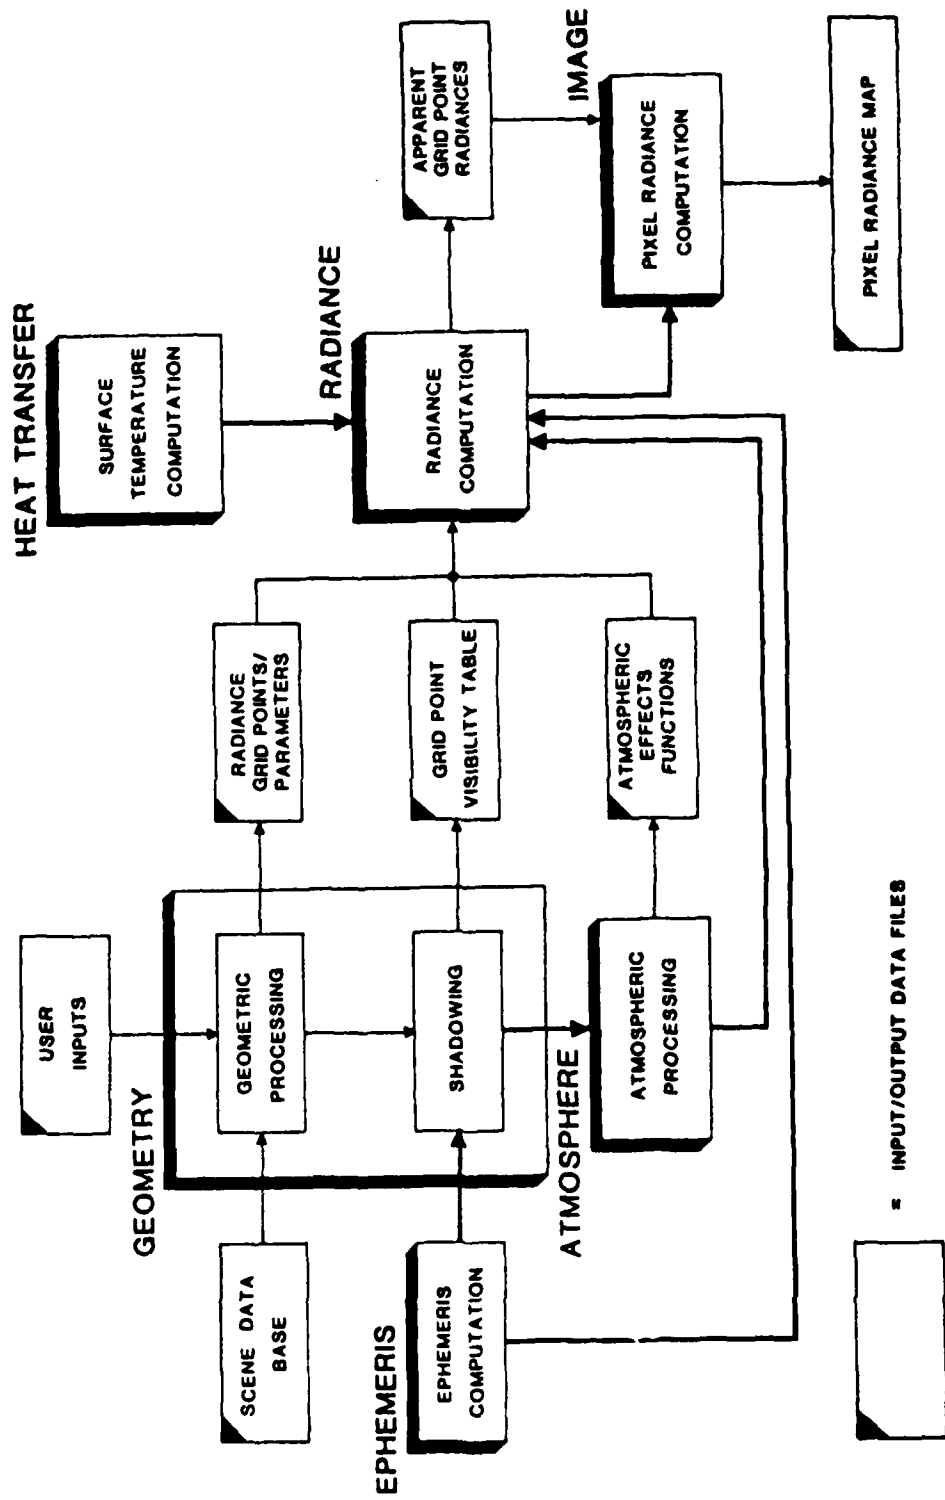 HEAT TRANSFER
SURFACE
TEMPERATURE
COMPUTATION
USER
INPUTS
GEOMETRY
SCENE DATA
BASE
GEOMETRIC
PROCESSING
RADIANCE
GRID POINTS/
PARAMETERS
RADIANCE
RADIANCE
COMPUTATION
APPARENT
GRID POINT
RADIANCES
EPHEMERIS
EPHEMERIS
COMPUTATION
SHADOWING
GRID POINT
VISIBILITY TABLE
IMAGE
PIXEL RADIANCE
COMPUTATION
ATMOSPHERE
ATMOSPHERIC
PROCESSING
ATMOSPHERIC
EFFECTS
FUNCTIONS
PIXEL RADIANCE MAP
= INPUT/OUTPUT DATA FILES